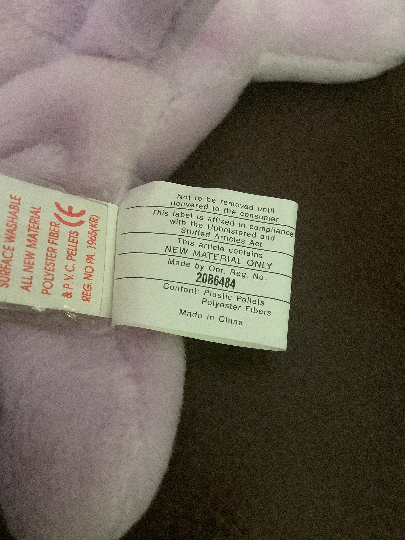 SURFACE WASHABLE
ALL NEW MATERIAL
POLYESTER FIBER
& P.V.C. PELLETS CE
REG. NO PA. 1965(KR)
Not to be removed until
delivered to the consumer
This label is affixed in compliance
with the Upholstered and
Stuffed Articles Act
This article contains
NEW MATERIAL ONLY
Made by Ont. Reg. No.
20B6484
Content: Plastic Pellets
Polyester Fibers
Made in China